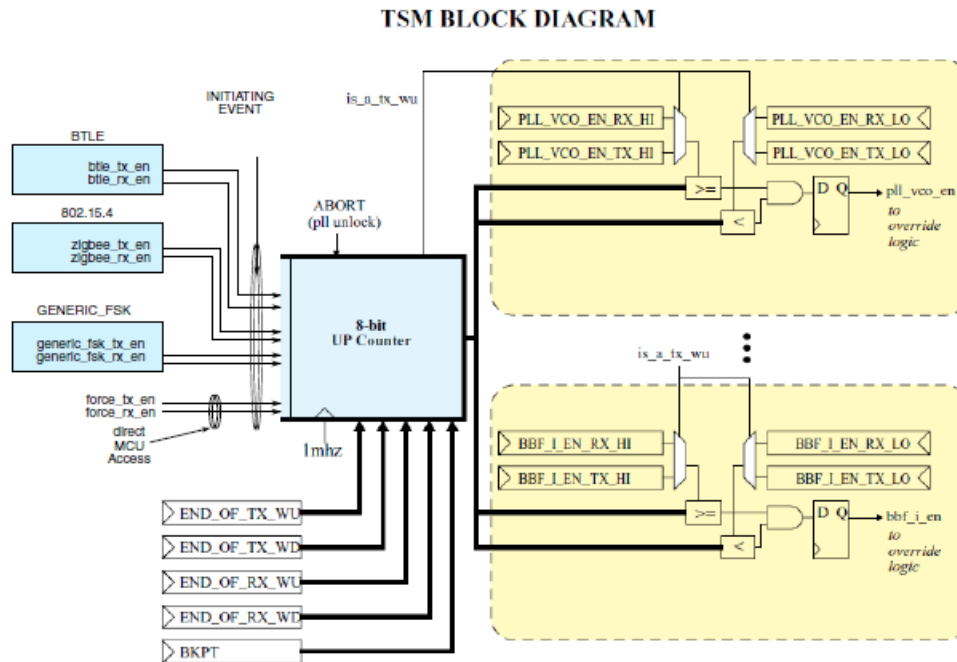 TSM BLOCK DIAGRAM
INITIATING
EVENT
is_a_tx_wu
BTLE
btle_tx_en
btle_rx_en
802.15.4
zigbee_tx_en
zigbee_rx_en
GENERIC_FSK
generic_fsk_tx_en
generic_fsk_rx_en
force_tx_en
force_rx_en
direct
MCU
Access
ABORT
(pll unlock)
8-bit
UP Counter
1mhz
END_OF_TX_WU
END_OF_TX_WD
END_OF_RX_WU
END_OF_RX_WD
BKPT
PLL_VCO_EN_RX_HI
PLL_VCO_EN_RX_LO
PLL_VCO_EN_TX_HI
PLL_VCO_EN_TX_LO
>=
<
D Q
pll_vco_en
to
override
logic
is_a_tx_wu
BBF_I_EN_RX_HI
BBF_I_EN_RX_LO
BBF_I_EN_TX_HI
BBF_I_EN_TX_LO
>=
<
D Q
bbf_i_en
to
override
logic